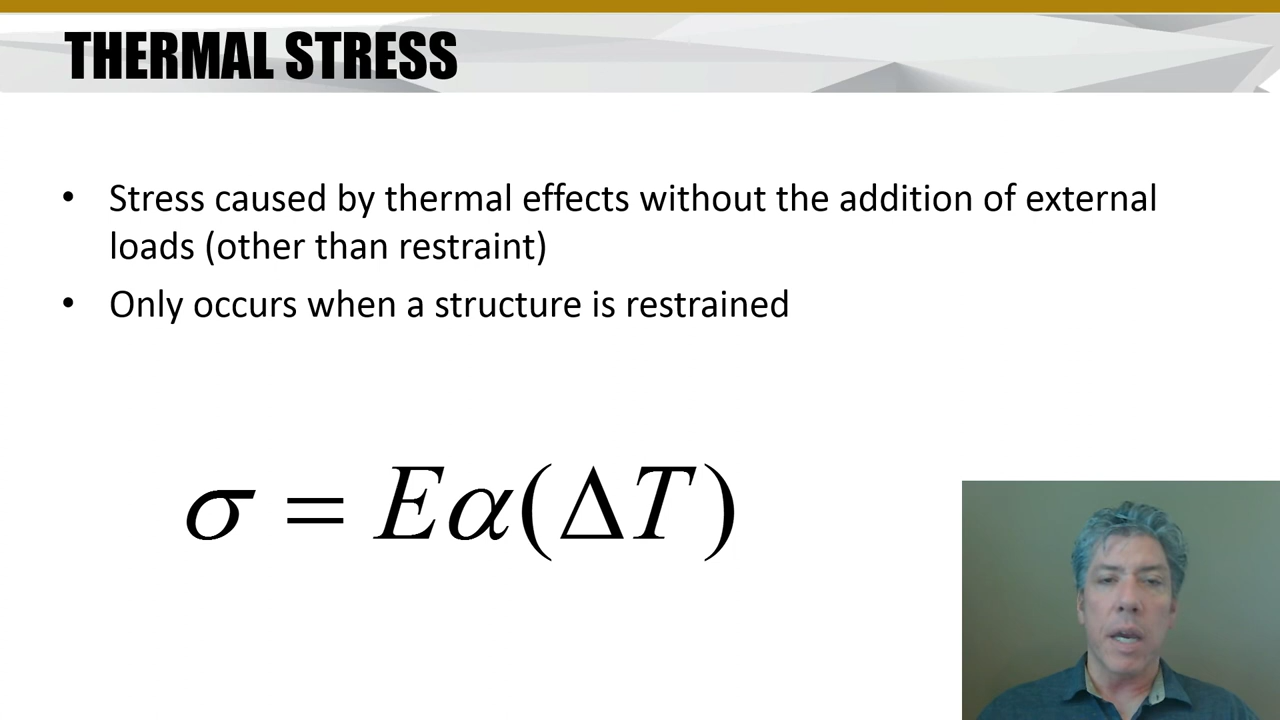 THERMAL STRESS
• Stress caused by thermal effects without the addition of external
loads (other than restraint)
• Only occurs when a structure is restrained
σ = Eα(ΔT)